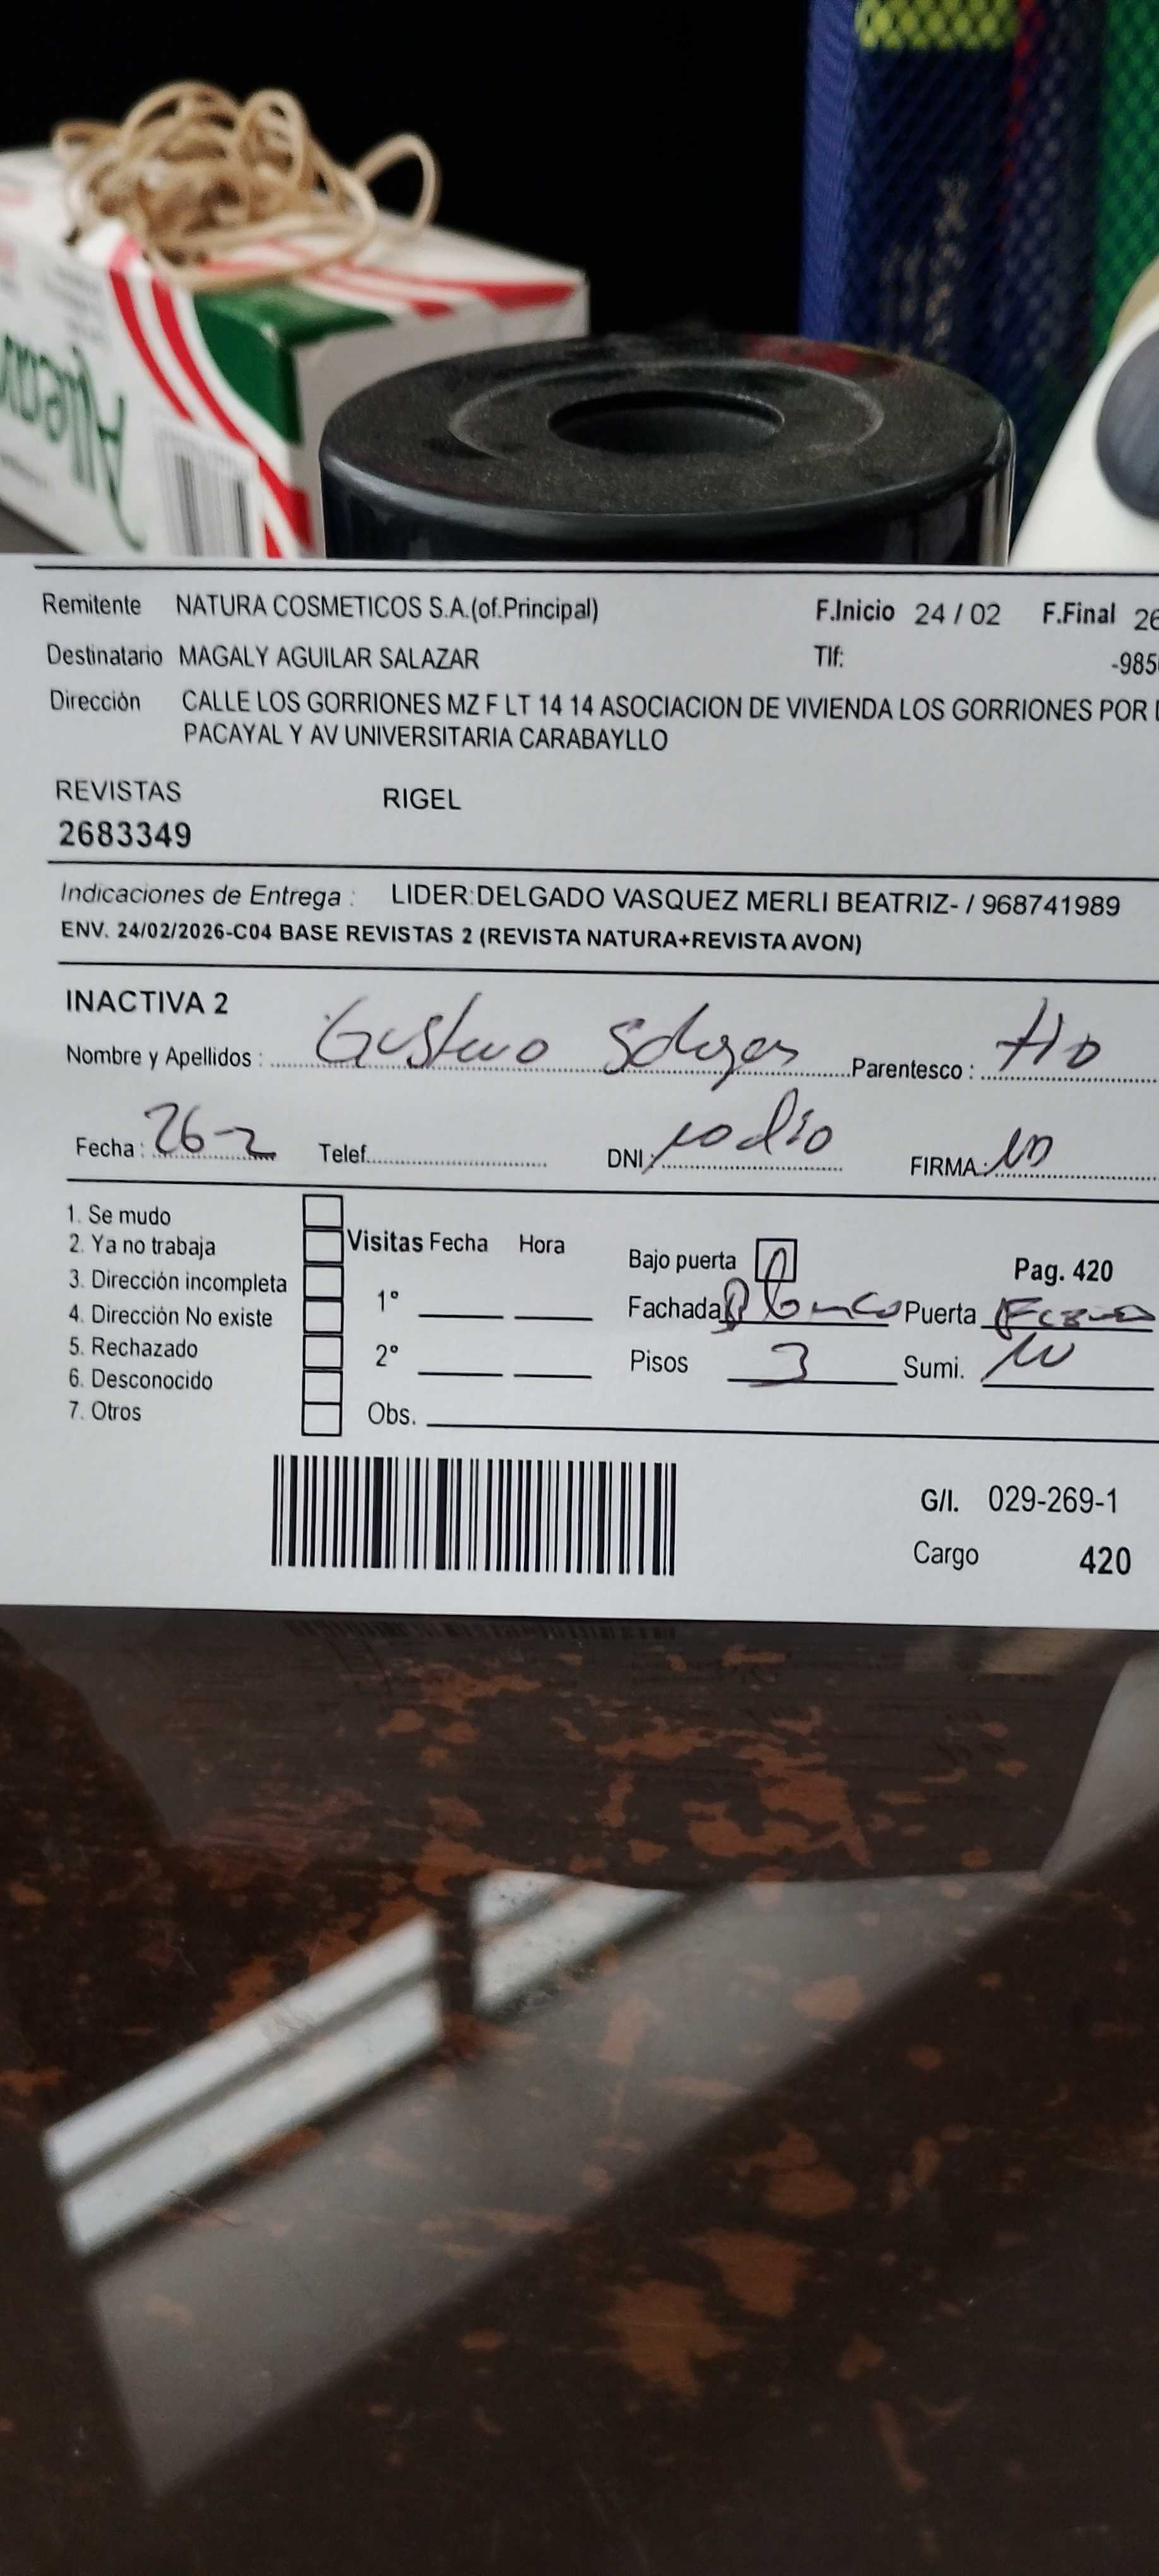 Remitente NATURA COSMETICOS S.A.(of.Principal) F.Inicio 24 / 02 F.Final 26
Destinatario MAGALY AGUILAR SALAZAR Tlf: -985
Dirección CALLE LOS GORRIONES MZ F LT 14 14 ASOCIACION DE VIVIENDA LOS GORRIONES POR
PACAYAL Y AV UNIVERSITARIA CARABAYLLO
REVISTAS RIGEL
2683349
Indicaciones de Entrega : LIDER:DELGADO VASQUEZ MERLI BEATRIZ- / 968741989
ENV. 24/02/2026-C04 BASE REVISTAS 2 (REVISTA NATURA+REVISTA AVON)
INACTIVA 2
Nombre y Apellidos : Gustavo Parentesco :
Fecha : 26-2 Telef. DNI : no dio FIRMA: no
1. Se mudo
2. Ya no trabaja Visitas Fecha Hora Bajo puerta Pag. 420
3. Dirección incompleta 1°
4. Dirección No existe Fachada Blanco Puerta
5. Rechazado 2° Pisos 3 Sumi.
6. Desconocido
7. Otros Obs.
G/I. 029-269-1
Cargo 420